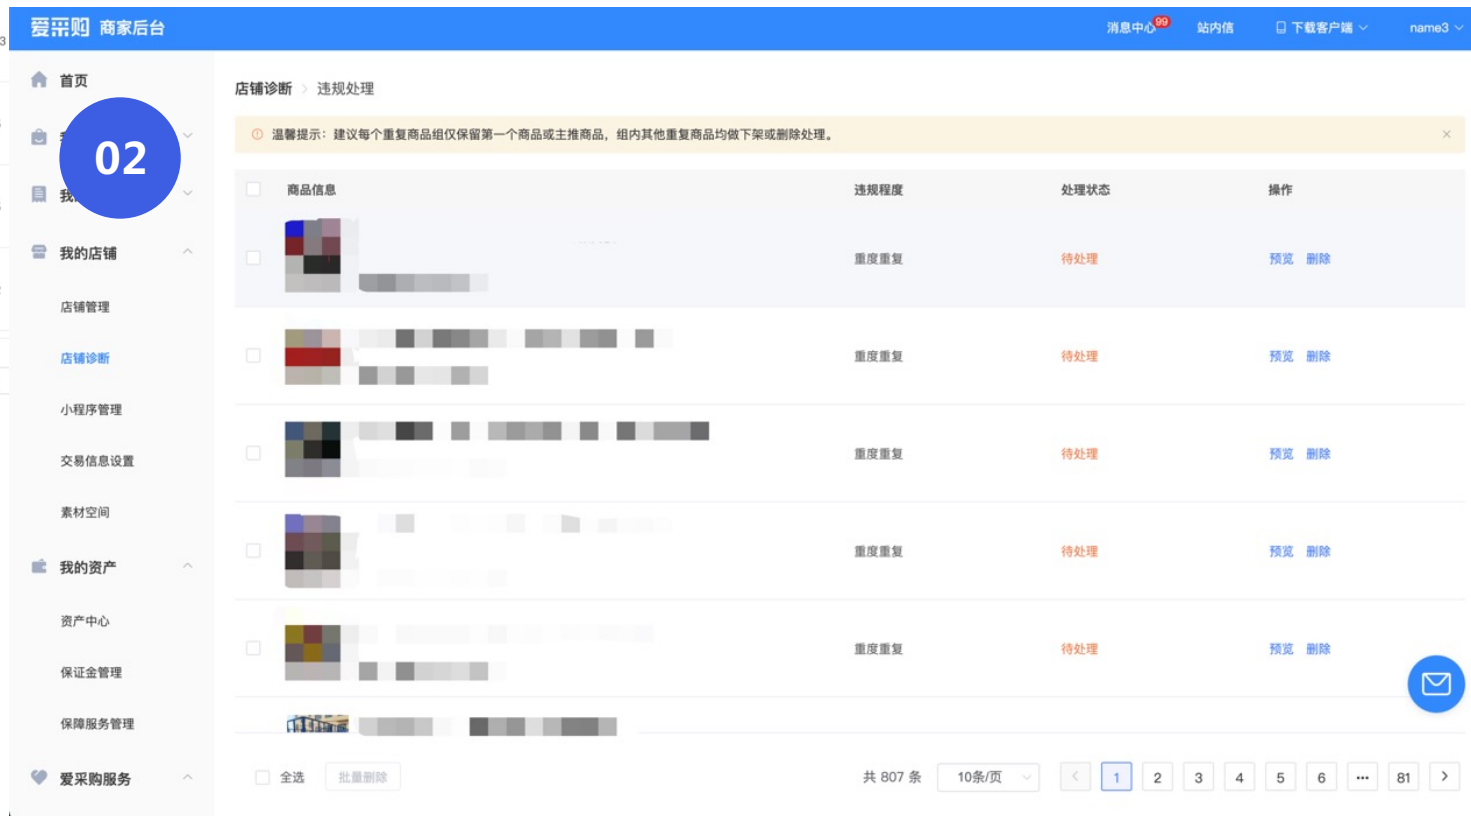 爱采购 商家后台
消息中心 99 站内信 下载客户端 name3
首页
02
我的店铺
店铺管理
店铺诊断
小程序管理
交易信息设置
素材空间
我的资产
资产中心
保证金管理
保障服务管理
爱采购服务
店铺诊断 > 违规处理
温馨提示：建议每个重复商品组仅保留第一个商品或主推商品，组内其他重复商品均做下架或删除处理。
商品信息 违规程度 处理状态 操作
重度重复 待处理 预览 删除
重度重复 待处理 预览 删除
重度重复 待处理 预览 删除
重度重复 待处理 预览 删除
重度重复 待处理 预览 删除
全选 批量删除 共 807 条 10条/页 < 1 2 3 4 5 6 ••• 81 >